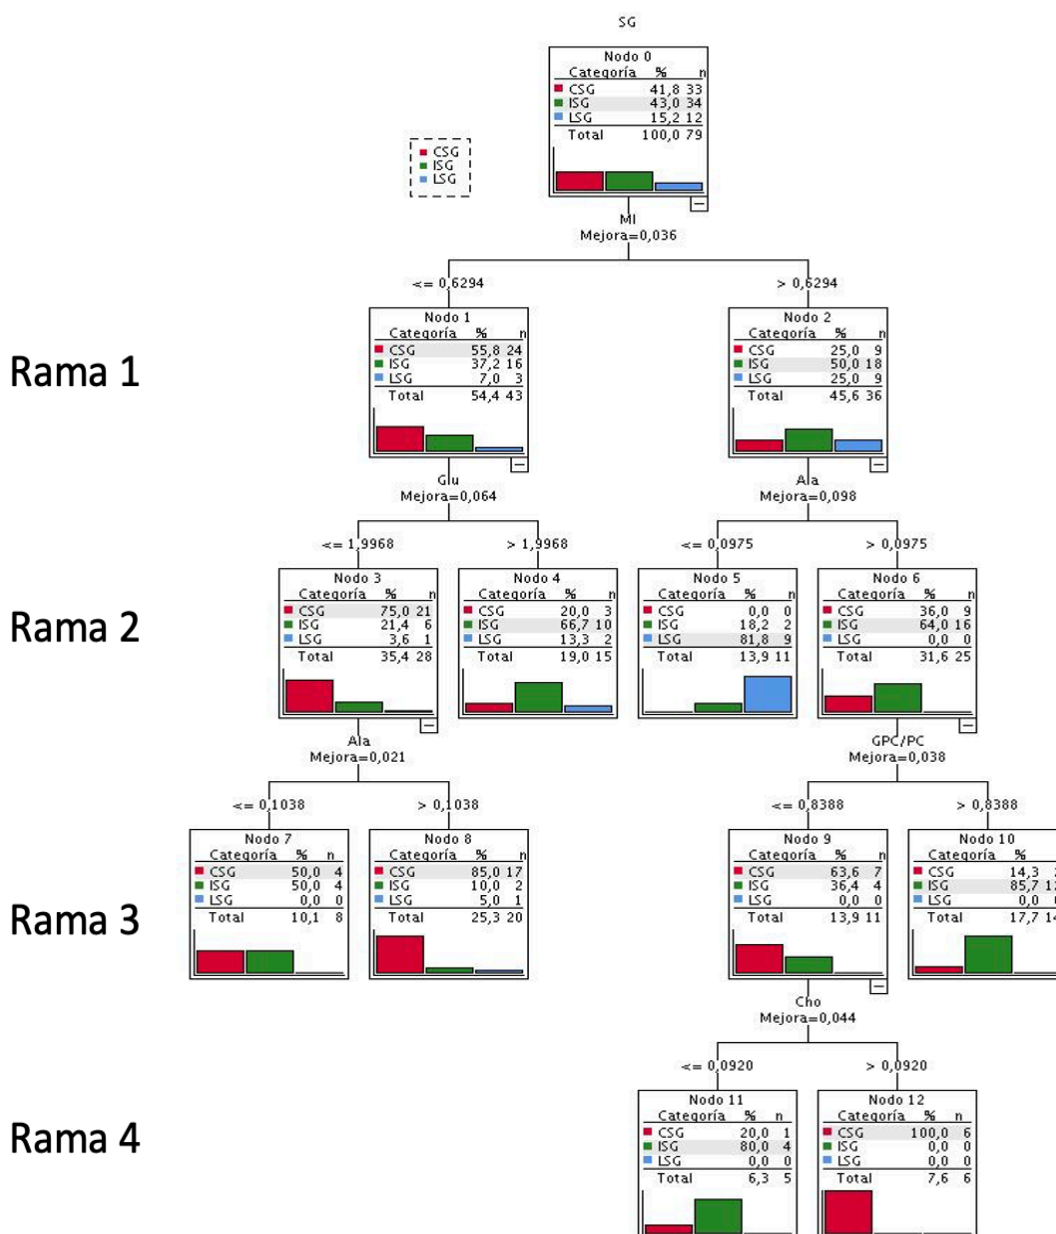 SG
Nodo 0
Categoría % n
CSG 41,8 33
ISG 43,0 34
LSG 15,2 12
Total 100,0 79
CSG
ISG
LSG
MI
Mejora=0,036
<= 0,6294
> 0,6294
Rama 1
Nodo 1
Categoría % n
CSG 55,8 24
ISG 37,2 16
LSG 7,0 3
Total 54,4 43
Nodo 2
Categoría % n
CSG 25,0 9
ISG 50,0 18
LSG 25,0 9
Total 45,6 36
Glu
Mejora=0,064
Ala
Mejora=0,098
<= 1,9968
> 1,9968
<= 0,0975
> 0,0975
Rama 2
Nodo 3
Categoría % n
CSG 75,0 21
ISG 21,4 6
LSG 3,6 1
Total 35,4 28
Nodo 4
Categoría % n
CSG 20,0 3
ISG 66,7 10
LSG 13,3 2
Total 19,0 15
Nodo 5
Categoría % n
CSG 0,0 0
ISG 18,2 2
LSG 81,8 9
Total 13,9 11
Nodo 6
Categoría % n
CSG 36,0 9
ISG 64,0 16
LSG 0,0 0
Total 31,6 25
Ala
Mejora=0,021
GPC/PC
Mejora=0,038
<= 0,1038
> 0,1038
<= 0,8388
> 0,8388
Rama 3
Nodo 7
Categoría % n
CSG 50,0 4
ISG 50,0 4
LSG 0,0 0
Total 10,1 8
Nodo 8
Categoría % n
CSG 85,0 17
ISG 10,0 2
LSG 5,0 1
Total 25,3 20
Nodo 9
Categoría % n
CSG 63,6 7
ISG 36,4 4
LSG 0,0 0
Total 13,9 11
Nodo 10
Categoría %
CSG 14,3
ISG 85,7
LSG 0,0
Total 17,7
Cho
Mejora=0,044
<= 0,0920
> 0,0920
Rama 4
Nodo 11
Categoría % n
CSG 20,0 1
ISG 80,0 4
LSG 0,0 0
Total 6,3 5
Nodo 12
Categoría % n
CSG 100,0 6
ISG 0,0 0
LSG 0,0 0
Total 7,6 6